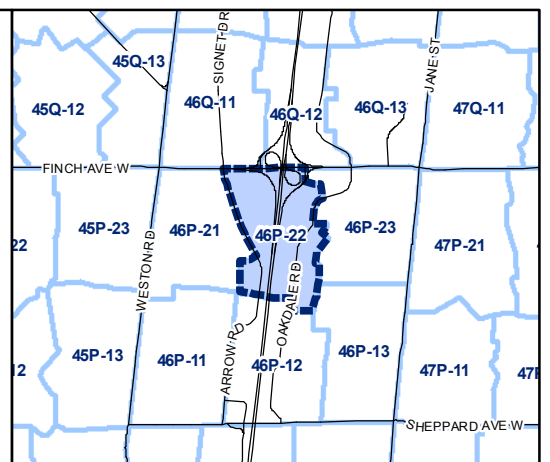 SIGNET DR
JANE ST
45Q-13
45Q-12
46Q-11
46Q-12
46Q-13
47Q-11
FINCH AVE W
22
45P-23
46P-21
46P-22
46P-23
47P-21
WESTON RD
OAKDALE RD
ARROW RD
12
45P-13
46P-11
46P-12
46P-13
47P-11
47P
SHEPPARD AVE W